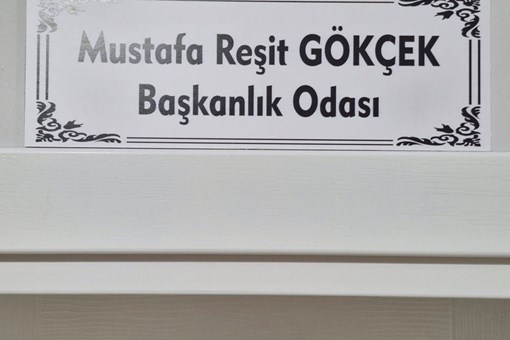 Mustafa Reşit GÖKÇEK
Başkanlık Odası